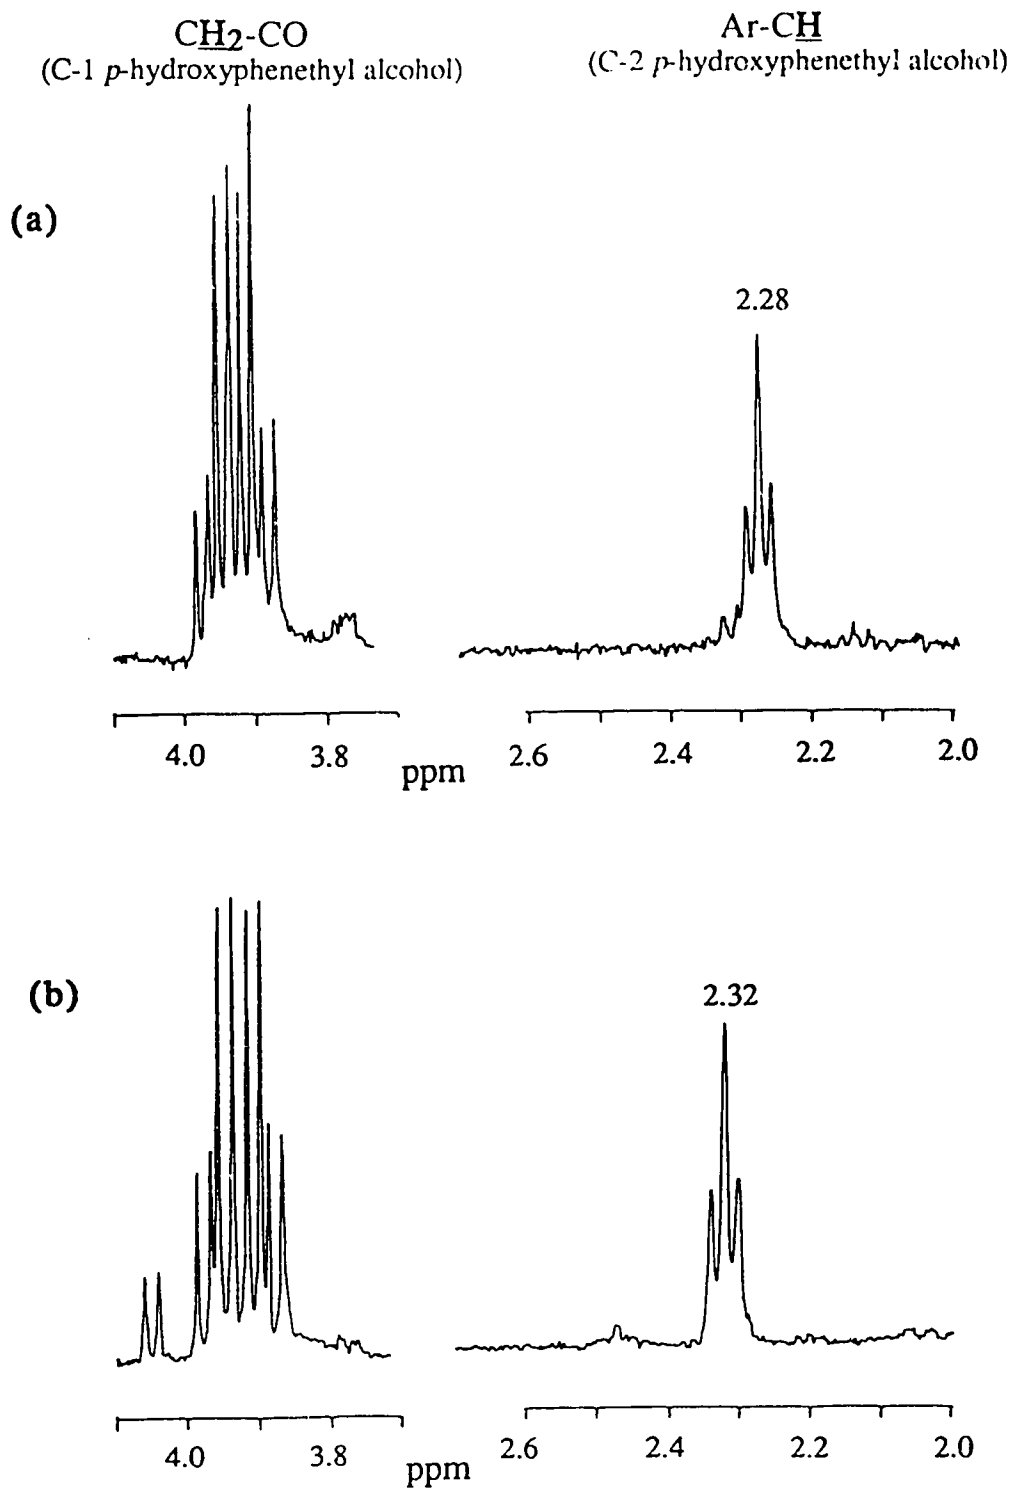 CH2-CO
(C-1 p-hydroxyphenethyl alcohol)
Ar-CH
(C-2 p-hydroxyphenethyl alcohol)
(a)
2.28
4.0 3.8 ppm 2.6 2.4 2.2 2.0
(b)
2.32
4.0 3.8 ppm 2.6 2.4 2.2 2.0